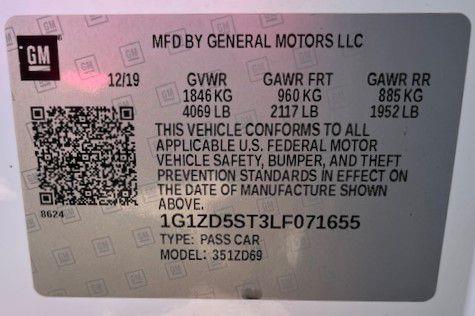 GM
MFD BY GENERAL MOTORS LLC
12/19 GVWR GAWR FRT GAWR RR
1846 KG 960 KG 885 KG
4069 LB 2117 LB 1952 LB
THIS VEHICLE CONFORMS TO ALL
APPLICABLE U.S. FEDERAL MOTOR
VEHICLE SAFETY, BUMPER, AND THEFT
PREVENTION STANDARDS IN EFFECT ON
THE DATE OF MANUFACTURE SHOWN
ABOVE.
8624
1G1ZD5ST3LF071655
TYPE: PASS CAR
MODEL: 351ZD69